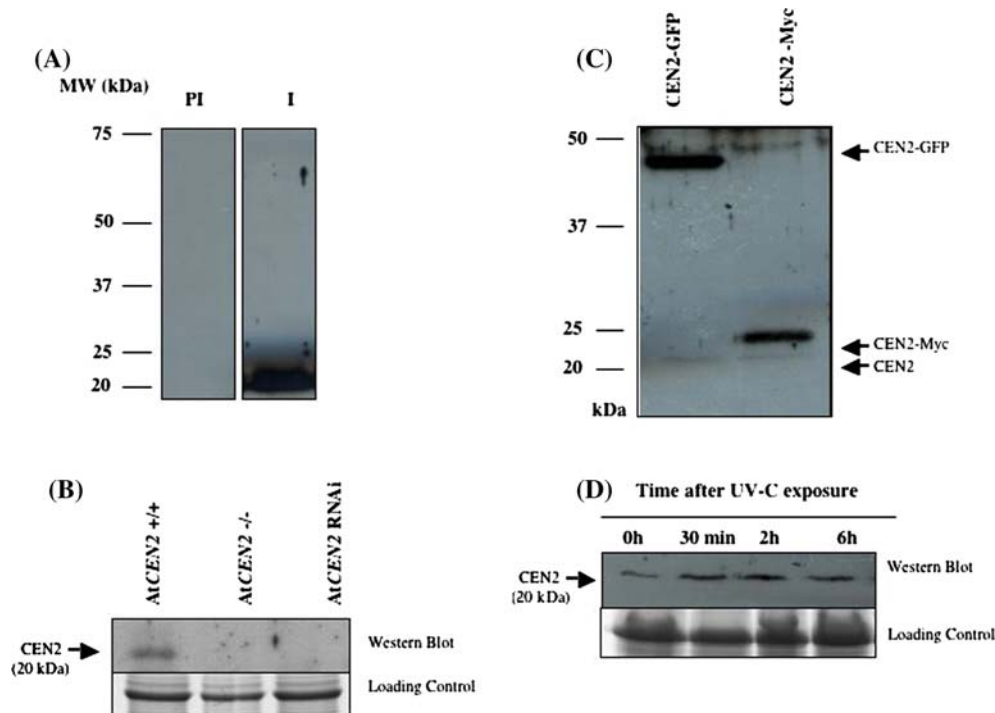 (A)
MW (kDa)
PI
I
75
50
37
25
20
(C)
CEN2-GFP
CEN2 -Myc
50
37
25
20
kDa
CEN2-GFP
CEN2-Myc
CEN2
(B)
AtCEN2 +/+
AtCEN2 -/-
AtCEN2 RNAi
CEN2
(20 kDa)
Western Blot
Loading Control
(D)
Time after UV-C exposure
0h
30 min
2h
6h
CEN2
(20 kDa)
Western Blot
Loading Control